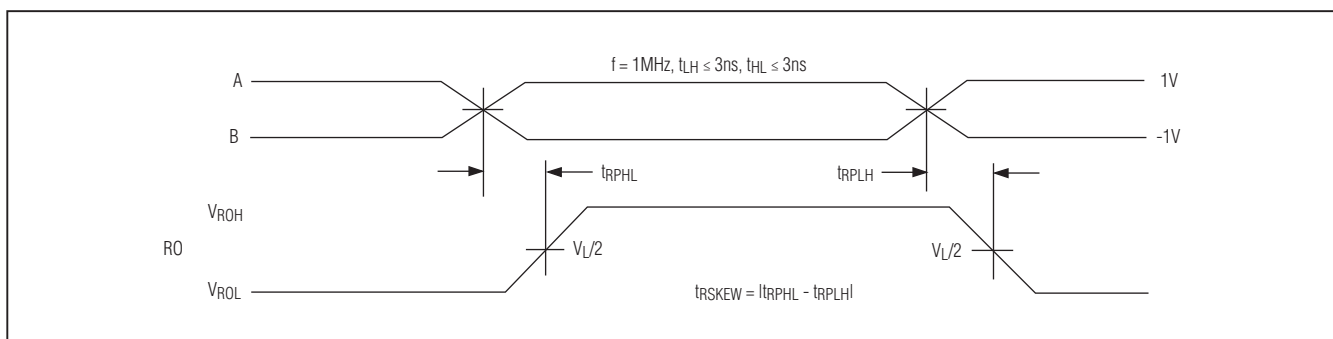 f = 1MHz, tLH ≤ 3ns, tHL ≤ 3ns
A
1V
B
-1V
tRPHL
tRPLH
VROH
RO
VL/2
VL/2
VROL
tRSKEW = |tRPHL - tRPLH|